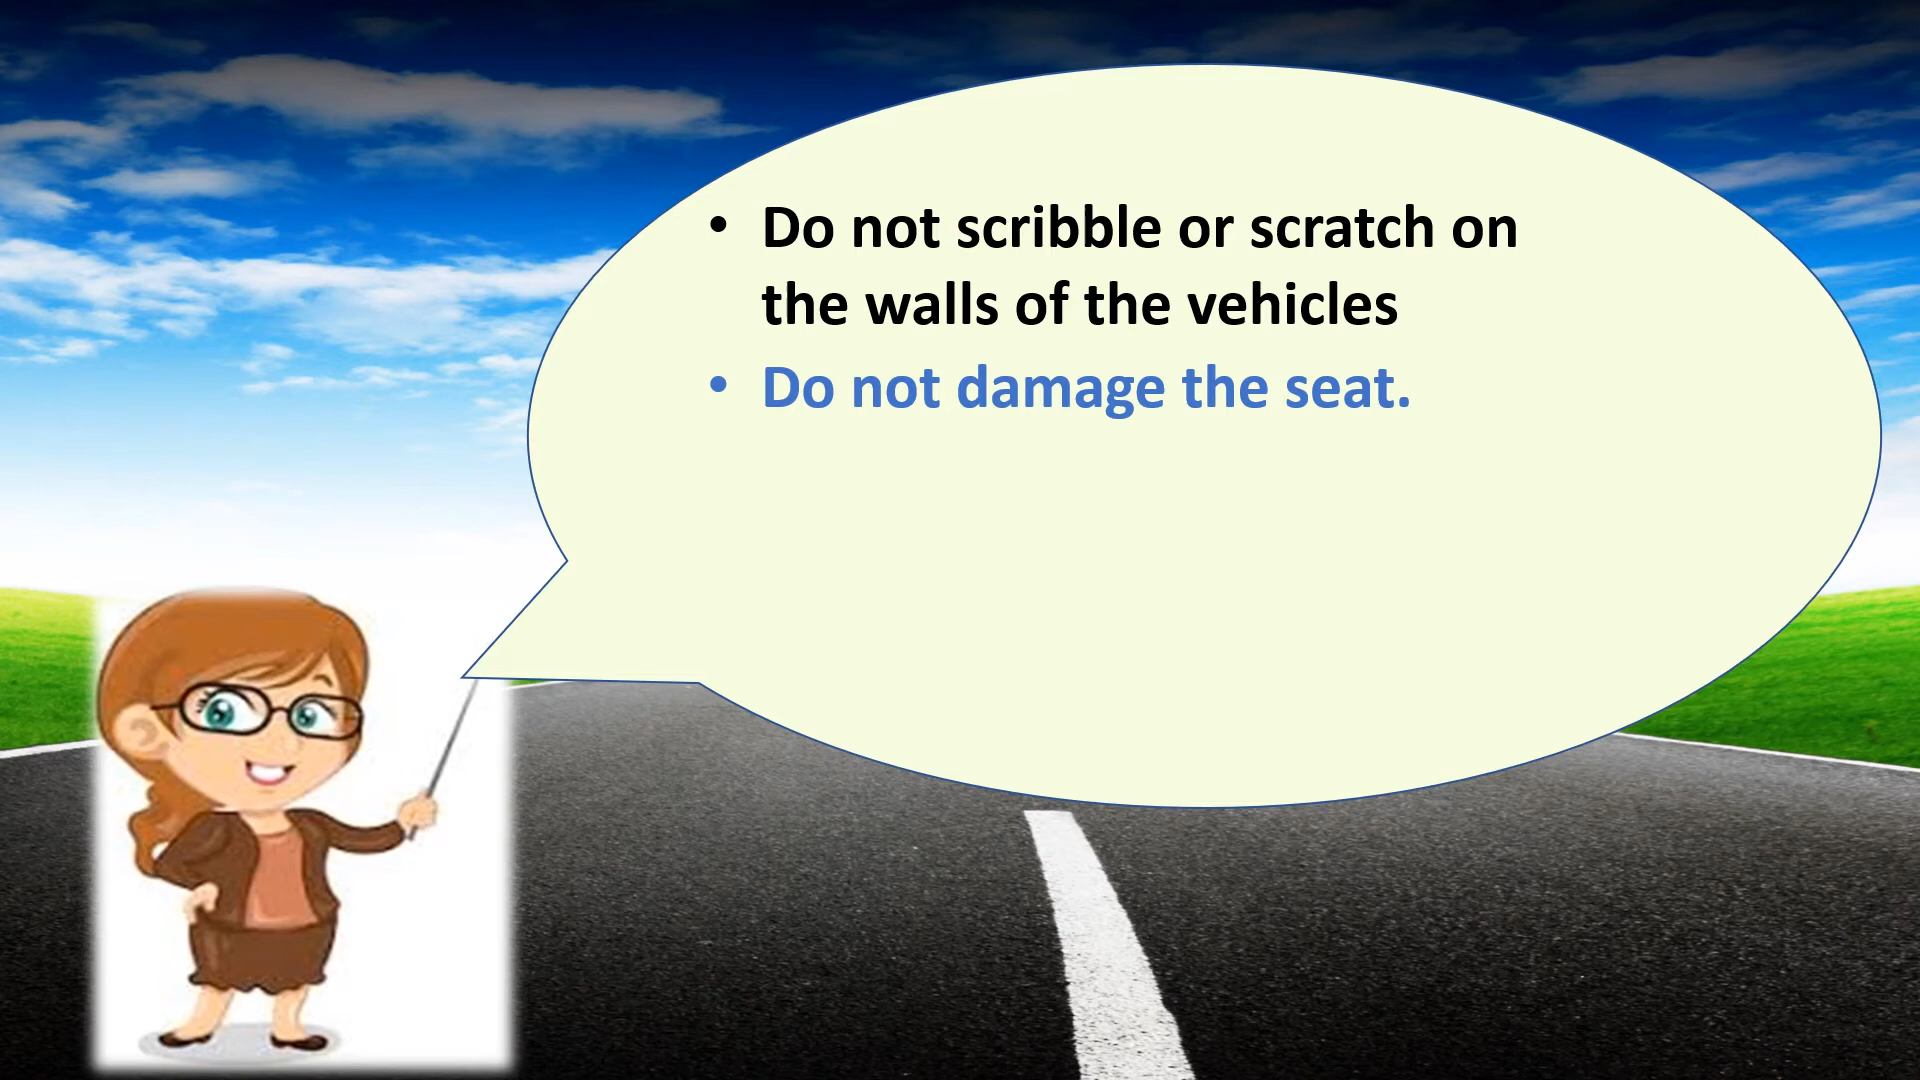 • Do not scribble or scratch on
the walls of the vehicles
• Do not damage the seat.